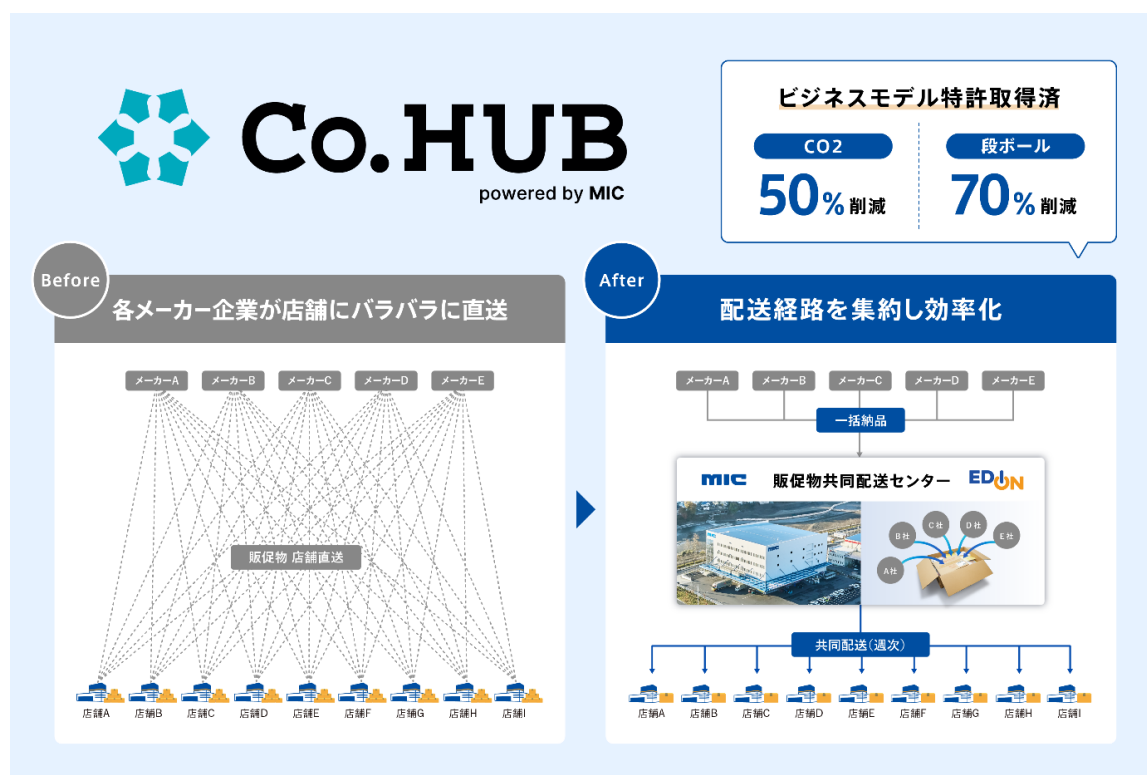 Co.HUB
powered by MIC
ビジネスモデル特許取得済
CO2
50%削減
段ボール
70%削減
Before
各メーカー企業が店舗にバラバラに直送
メーカーA
メーカーB
メーカーC
メーカーD
メーカーE
販促物 店舗直送
店舗A
店舗B
店舗C
店舗D
店舗E
店舗F
店舗G
店舗H
店舗I
After
配送経路を集約し効率化
メーカーA
メーカーB
メーカーC
メーカーD
メーカーE
一括納品
MIC
販促物共同配送センター
EDION
A社
B社
C社
D社
E社
共同配送(週次)
店舗A
店舗B
店舗C
店舗D
店舗E
店舗F
店舗G
店舗H
店舗I